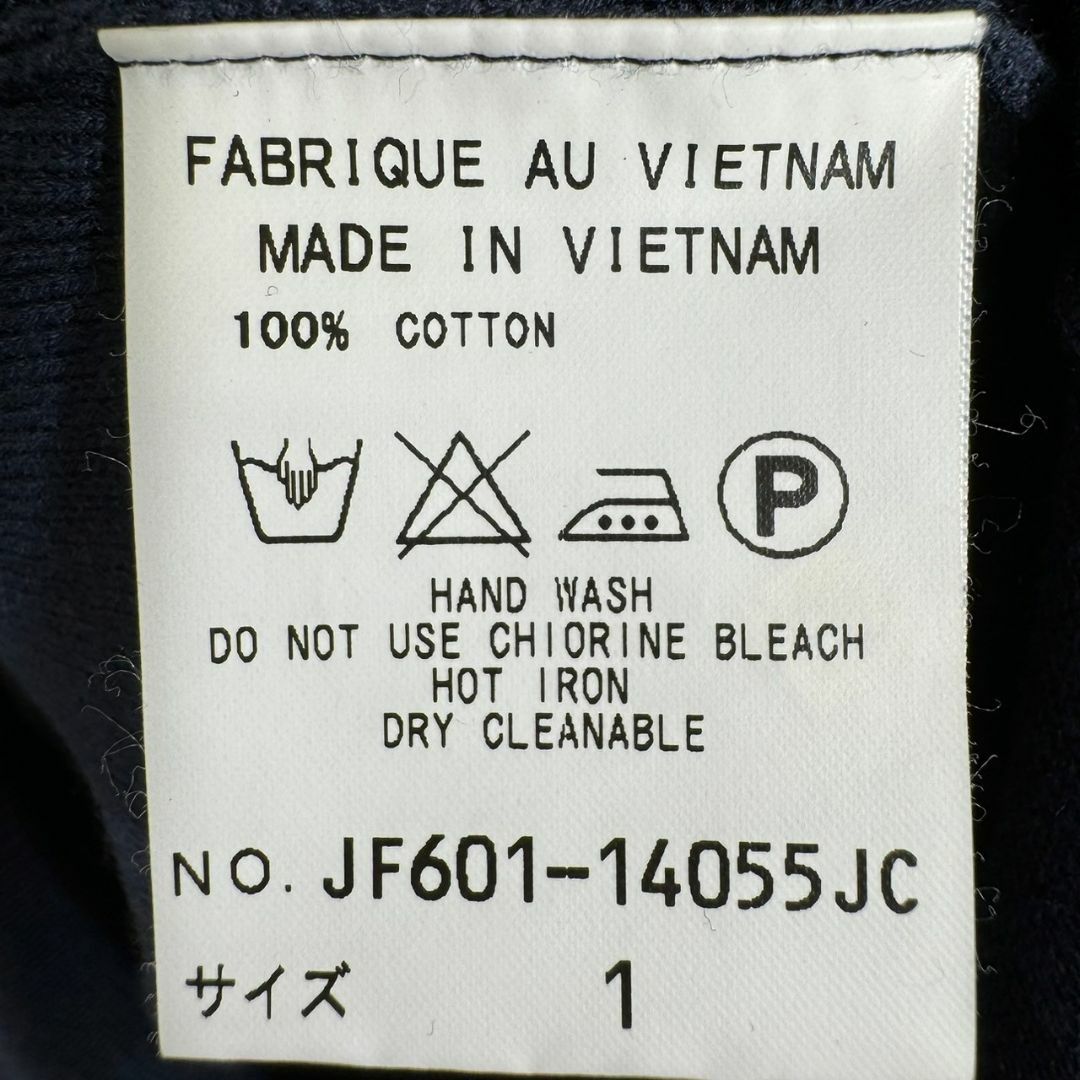 FABRIQUE AU VIETNAM
MADE IN VIETNAM
100% COTTON
P
HAND WASH
DO NOT USE CHIORINE BLEACH
HOT IRON
DRY CLEANABLE
NO. JF601-14055JC
サイズ 1